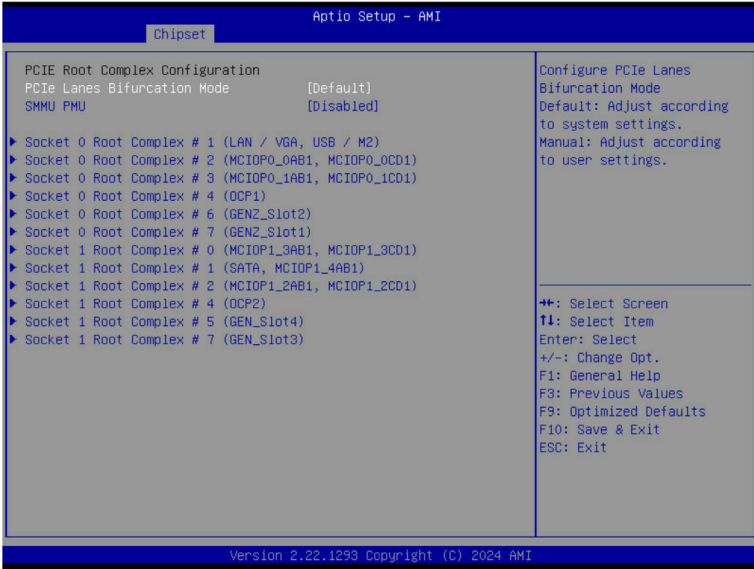 Aptio Setup – AMI
Chipset
PCIE Root Complex Configuration
PCIe Lanes Bifurcation Mode [Default]
SMMU PMU [Disabled]
▶ Socket 0 Root Complex # 1 (LAN / VGA, USB / M2)
▶ Socket 0 Root Complex # 2 (MCIOP0_0AB1, MCIOP0_0CD1)
▶ Socket 0 Root Complex # 3 (MCIOP0_1AB1, MCIOP0_1CD1)
▶ Socket 0 Root Complex # 4 (OCP1)
▶ Socket 0 Root Complex # 6 (GENZ_Slot2)
▶ Socket 0 Root Complex # 7 (GENZ_Slot1)
▶ Socket 1 Root Complex # 0 (MCIOP1_3AB1, MCIOP1_3CD1)
▶ Socket 1 Root Complex # 1 (SATA, MCIOP1_4AB1)
▶ Socket 1 Root Complex # 2 (MCIOP1_2AB1, MCIOP1_2CD1)
▶ Socket 1 Root Complex # 4 (OCP2)
▶ Socket 1 Root Complex # 5 (GEN_Slot4)
▶ Socket 1 Root Complex # 7 (GEN_Slot3)
Configure PCIe Lanes
Bifurcation Mode
Default: Adjust according
to system settings.
Manual: Adjust according
to user settings.
→←: Select Screen
↑↓: Select Item
Enter: Select
+/-: Change Opt.
F1: General Help
F3: Previous Values
F9: Optimized Defaults
F10: Save & Exit
ESC: Exit
Version 2.22.1293 Copyright (C) 2024 AMI